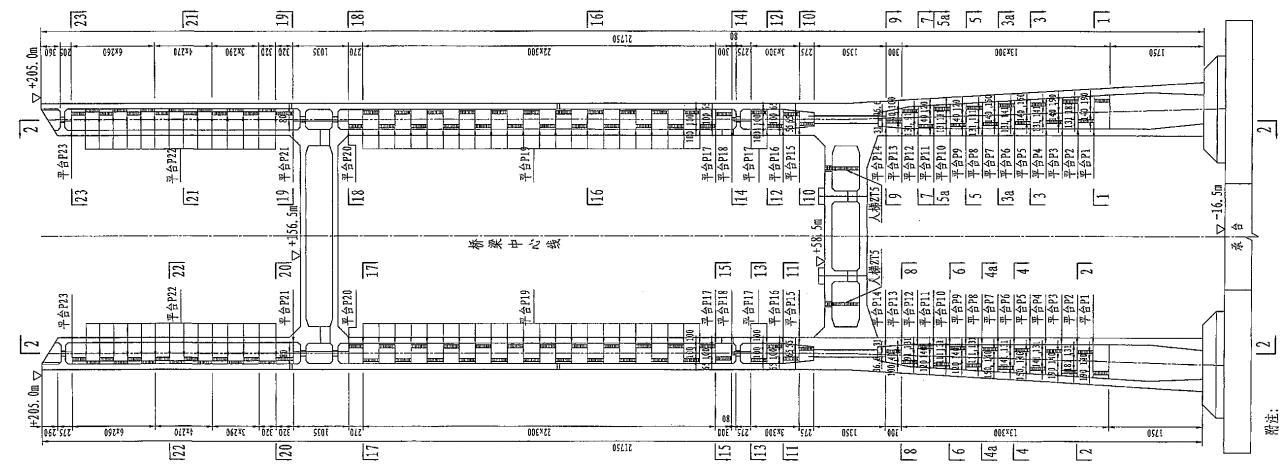 23 21 19 18 16 14 12 10 9 7 5a 5 3a 3 1
21750
80
360 205 6x260 4x270 3x290 320 320 1035 270 22x300 300 275 3x300 275 1350 300 13x300 1750
+205.0m
2 2
平台P23 平台P22 平台P21 平台P20 平台P19 平台P17 平台P18 平台P17 平台P16 平台P15 平台P14 平台P13 平台P12 平台P11 平台P10 平台P9 平台P8 平台P7 平台P6 平台P5 平台P4 平台P3 平台P2 平台P1
23 21 19 18 16 14 12 10 9 7 5a 5 3a 3 1
人梯ZT5
+156.5m
桥梁中心线
+58.5m
-16.5m
承台
人梯ZT5
22 20 17 15 13 11 8 6 4a 4 2
平台P23 平台P22 平台P21 平台P20 平台P19 平台P17 平台P18 平台P17 平台P16 平台P15 平台P14 平台P13 平台P12 平台P11 平台P10 平台P9 平台P8 平台P7 平台P6 平台P5 平台P4 平台P3 平台P2 平台P1
2 2
+205.0m
290 275 6x260 4x270 3x290 320 320 1035 270 22x300 300 275 3x300 275 1350 300 13x300 1750
80
21750
22 20 17 15 13 11 8 6 4a 4 2
附注: